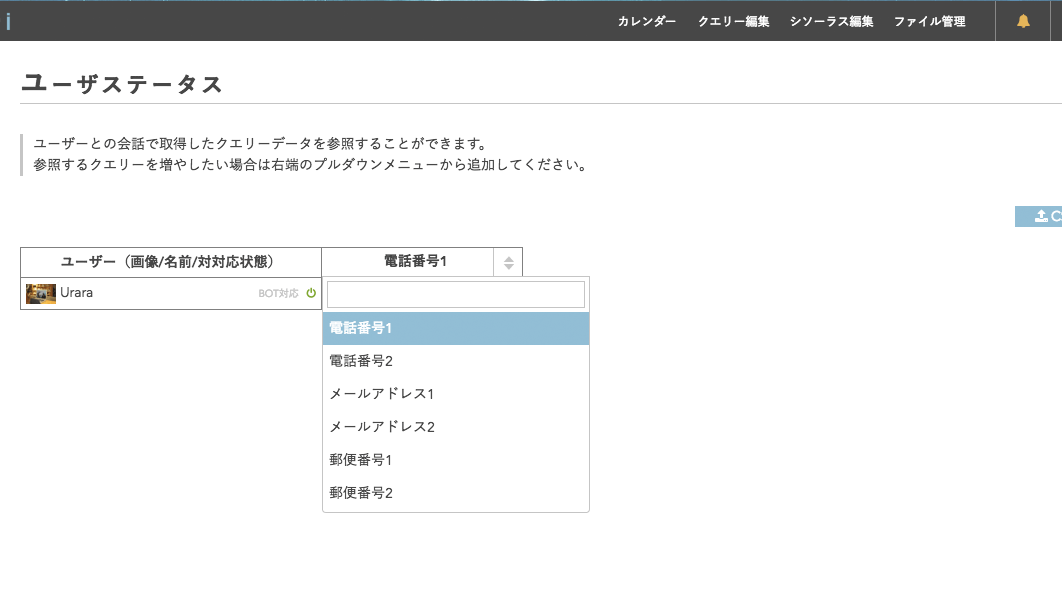 i
カレンダー クエリー編集 シソーラス編集 ファイル管理
ユーザステータス
ユーザーとの会話で取得したクエリーデータを参照することができます。
参照するクエリーを増やしたい場合は右端のプルダウンメニューから追加してください。
ユーザー（画像/名前/対対応状態） 電話番号1
Urara BOT対応
電話番号1
電話番号2
メールアドレス1
メールアドレス2
郵便番号1
郵便番号2